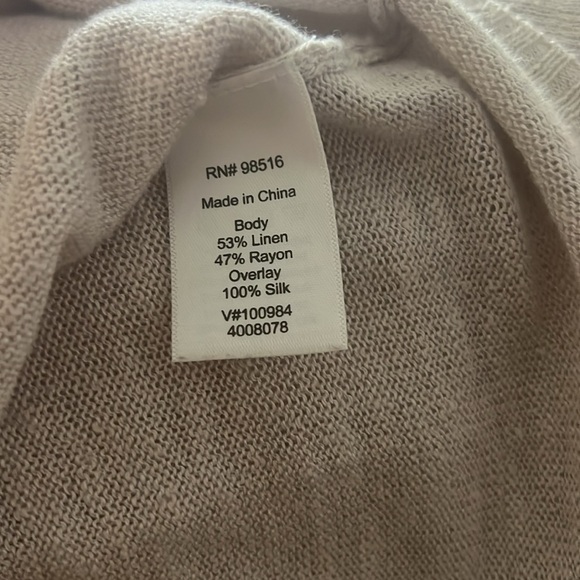 RN# 98516
Made in China
Body
53% Linen
47% Rayon
Overlay
100% Silk
V#100984
4008078